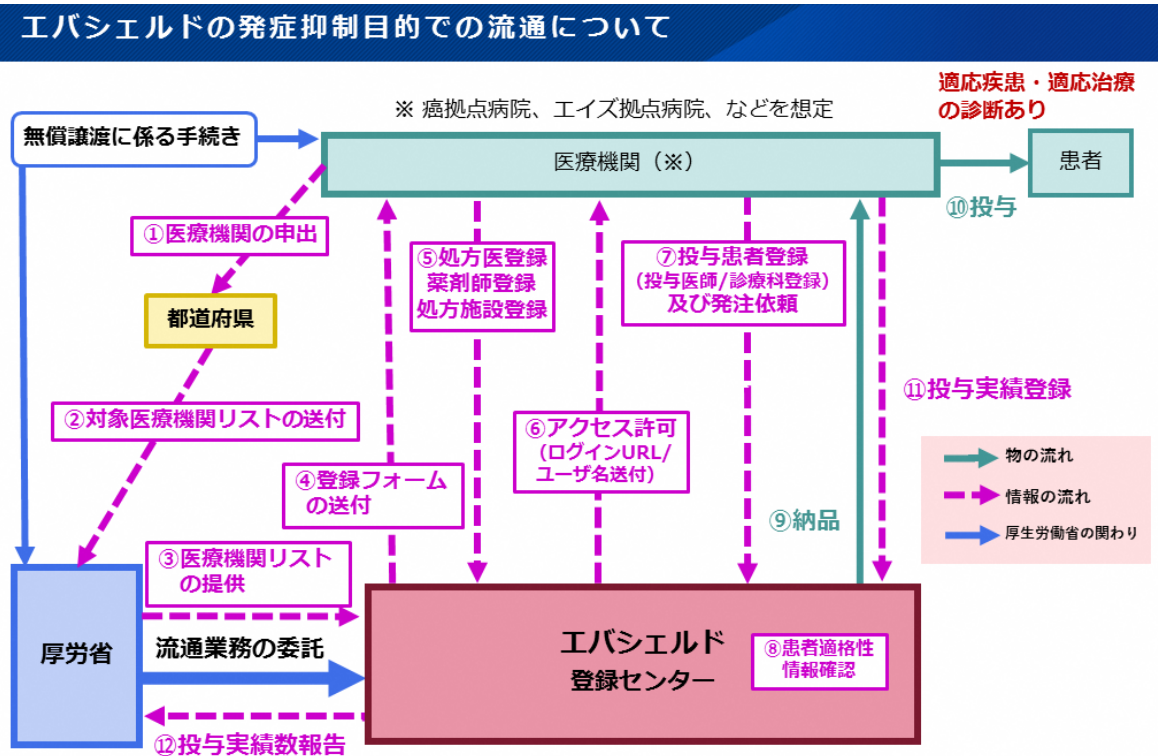 エバシェルドの発症抑制目的での流通について
適応疾患・適応治療
の診断あり
※ 癌拠点病院、エイズ拠点病院、などを想定
無償譲渡に係る手続き
医療機関（※）
患者
⑩投与
①医療機関の申出
⑤処方医登録
薬剤師登録
処方施設登録
⑦投与患者登録
(投与医師/診療科登録)
及び発注依頼
都道府県
②対象医療機関リストの送付
⑥アクセス許可
(ログインURL/
ユーザ名送付)
⑪投与実績登録
④登録フォーム
の送付
⑨納品
物の流れ
情報の流れ
厚生労働省の関わり
③医療機関リスト
の提供
厚労省
流通業務の委託
エバシェルド
登録センター
⑧患者適格性
情報確認
⑫投与実績数報告